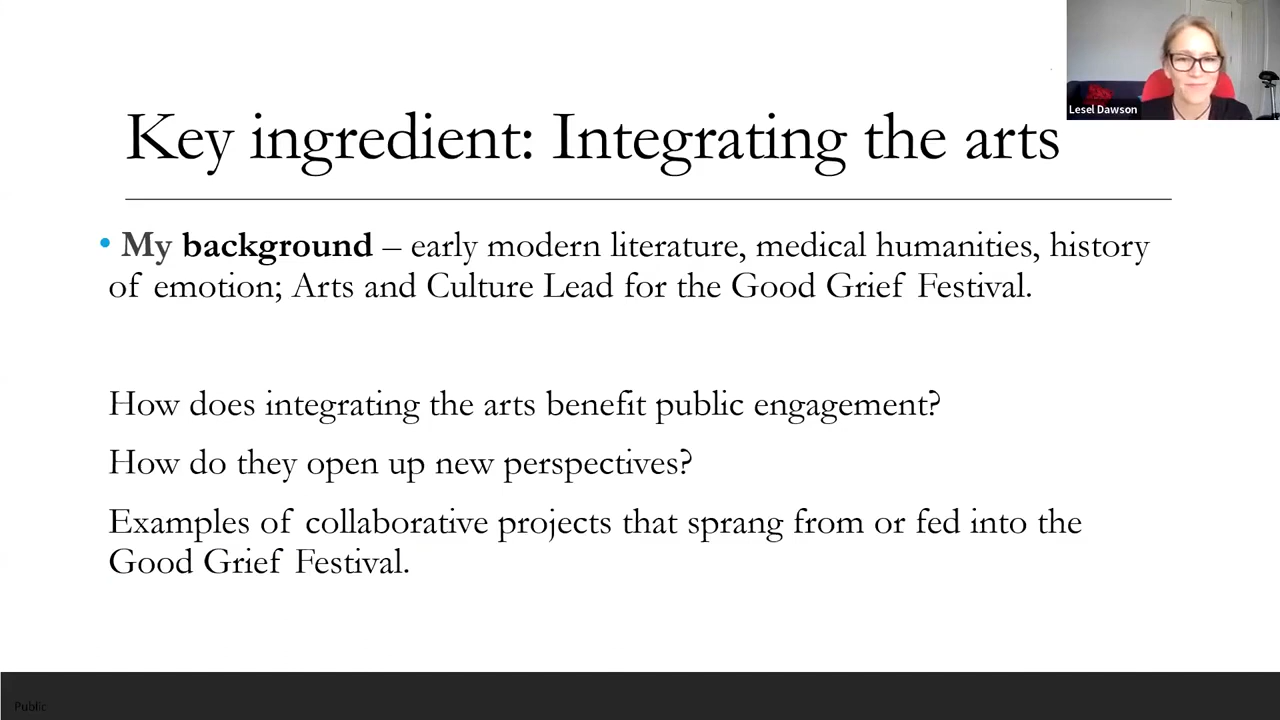 Lesel Dawson
Key ingredient: Integrating the arts
• My background – early modern literature, medical humanities, history
of emotion; Arts and Culture Lead for the Good Grief Festival.
How does integrating the arts benefit public engagement?
How do they open up new perspectives?
Examples of collaborative projects that sprang from or fed into the
Good Grief Festival.
Public